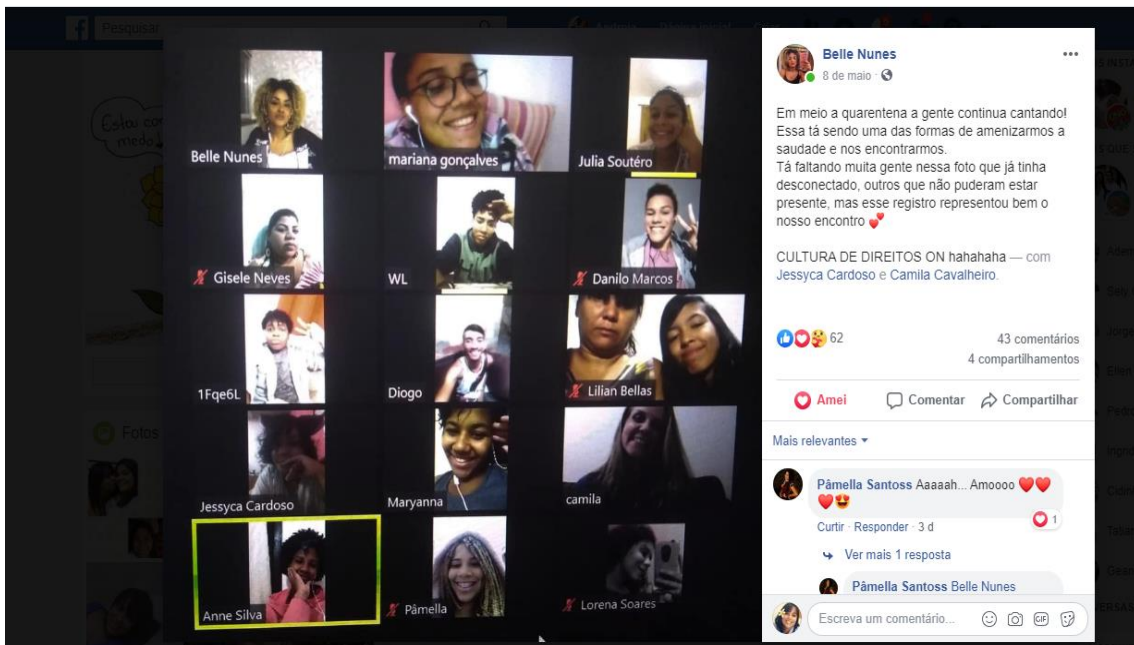 Pesquisar
Estou com
medo!
Fotos
Belle Nunes
mariana gonçalves
Julia Soutéro
Gisele Neves
WL
Danilo Marcos
1Fqe6L
Diogo
Lilian Bellas
Jessyca Cardoso
Maryanna
camila
Anne Silva
Pâmella
Lorena Soares
Belle Nunes
8 de maio
Em meio a quarentena a gente continua cantando!
Essa tá sendo uma das formas de amenizarmos a
saudade e nos encontrarmos.
Tá faltando muita gente nessa foto que já tinha
desconectado, outros que não puderam estar
presente, mas esse registro representou bem o
nosso encontro 💕
CULTURA DE DIREITOS ON hahahaha — com
Jessyca Cardoso e Camila Cavalheiro.
62
43 comentários
4 compartilhamentos
Amei Comentar Compartilhar
Mais relevantes
Pâmella Santoss Aaaaah... Amoooo ❤️❤️
❤️😍
1
Curtir · Responder · 3 d
Ver mais 1 resposta
Pâmella Santoss Belle Nunes
Escreva um comentário...
GIF